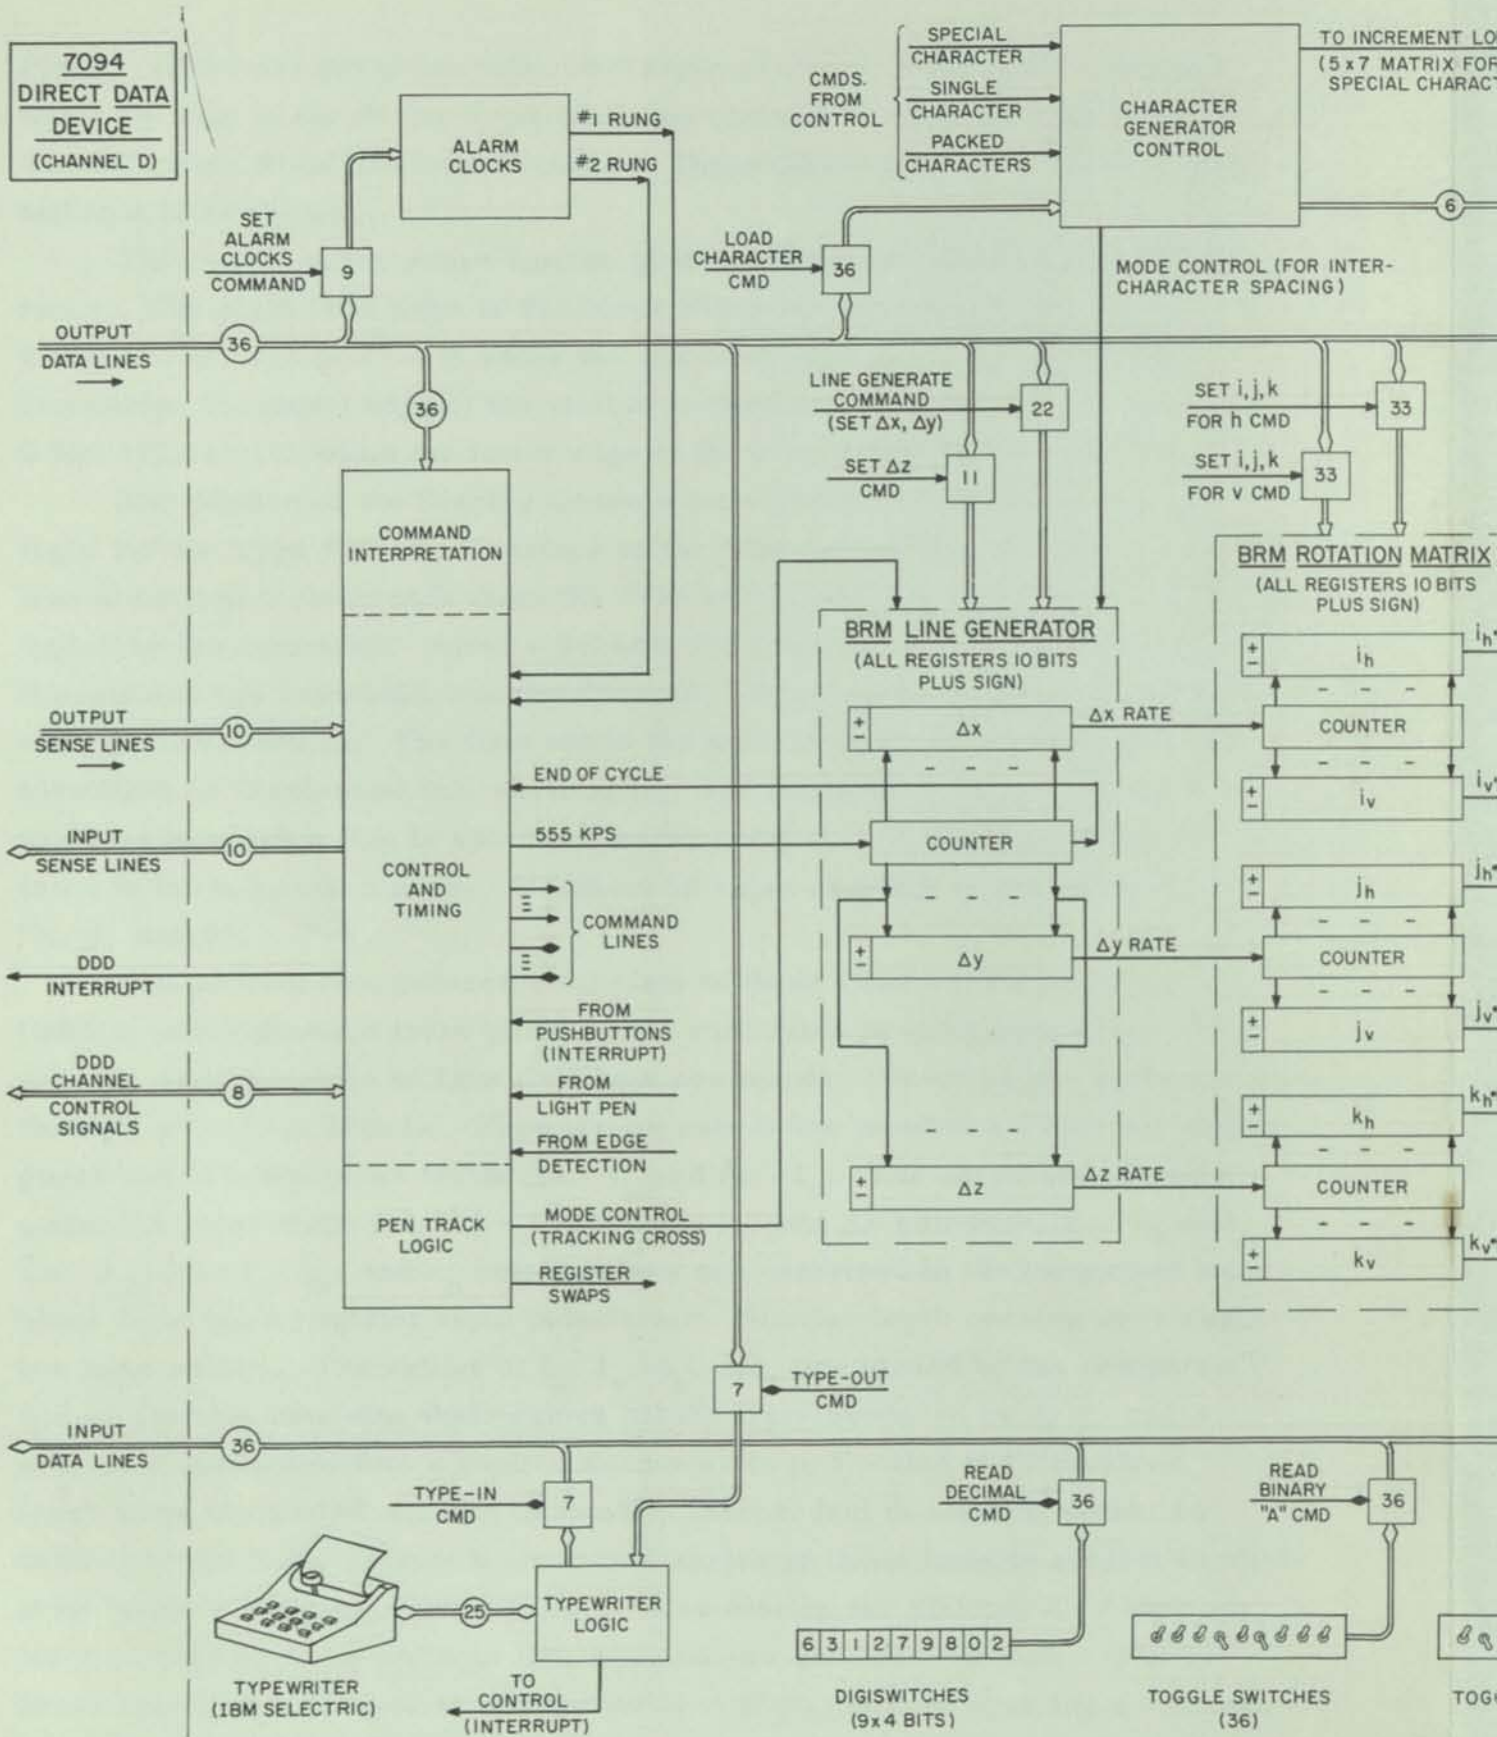 7094
DIRECT DATA
DEVICE
(CHANNEL D)
ALARM
CLOCKS
#1 RUNG
#2 RUNG
SET
ALARM
CLOCKS
COMMAND
9
CMDS.
FROM
CONTROL
SPECIAL
CHARACTER
SINGLE
CHARACTER
PACKED
CHARACTERS
CHARACTER
GENERATOR
CONTROL
TO INCREMENT LO
(5x7 MATRIX FOR
SPECIAL CHARACT
6
LOAD
CHARACTER
CMD
36
MODE CONTROL (FOR INTER-
CHARACTER SPACING)
OUTPUT
DATA LINES
36
36
LINE GENERATE
COMMAND
(SET Δx, Δy)
22
SET Δz
CMD
11
SET i,j,k
FOR h CMD
33
SET i,j,k
FOR v CMD
33
COMMAND
INTERPRETATION
BRM ROTATION MATRIX
(ALL REGISTERS 10 BITS
PLUS SIGN)
BRM LINE GENERATOR
(ALL REGISTERS 10 BITS
PLUS SIGN)
+
-
ih
ih*
OUTPUT
SENSE LINES
10
+
-
Δx
Δx RATE
COUNTER
END OF CYCLE
+
-
iv
iv*
INPUT
SENSE LINES
10
555 KPS
COUNTER
CONTROL
AND
TIMING
COMMAND
LINES
+
-
jh
jh*
DDD
INTERRUPT
+
-
Δy
Δy RATE
COUNTER
FROM
PUSHBUTTONS
(INTERRUPT)
+
-
jv
jv*
DDD
CHANNEL
CONTROL
SIGNALS
8
FROM
LIGHT PEN
FROM EDGE
DETECTION
+
-
kh
kh*
+
-
Δz
Δz RATE
COUNTER
PEN TRACK
LOGIC
MODE CONTROL
(TRACKING CROSS)
REGISTER
SWAPS
+
-
kv
kv*
7
TYPE-OUT
CMD
INPUT
DATA LINES
36
TYPE-IN
CMD
7
READ
DECIMAL
CMD
36
READ
BINARY
"A" CMD
36
25
TYPEWRITER
LOGIC
6 3 1 2 7 9 8 0 2
TYPEWRITER
(IBM SELECTRIC)
TO
CONTROL
(INTERRUPT)
DIGISWITCHES
(9x4 BITS)
TOGGLE SWITCHES
(36)
TOG